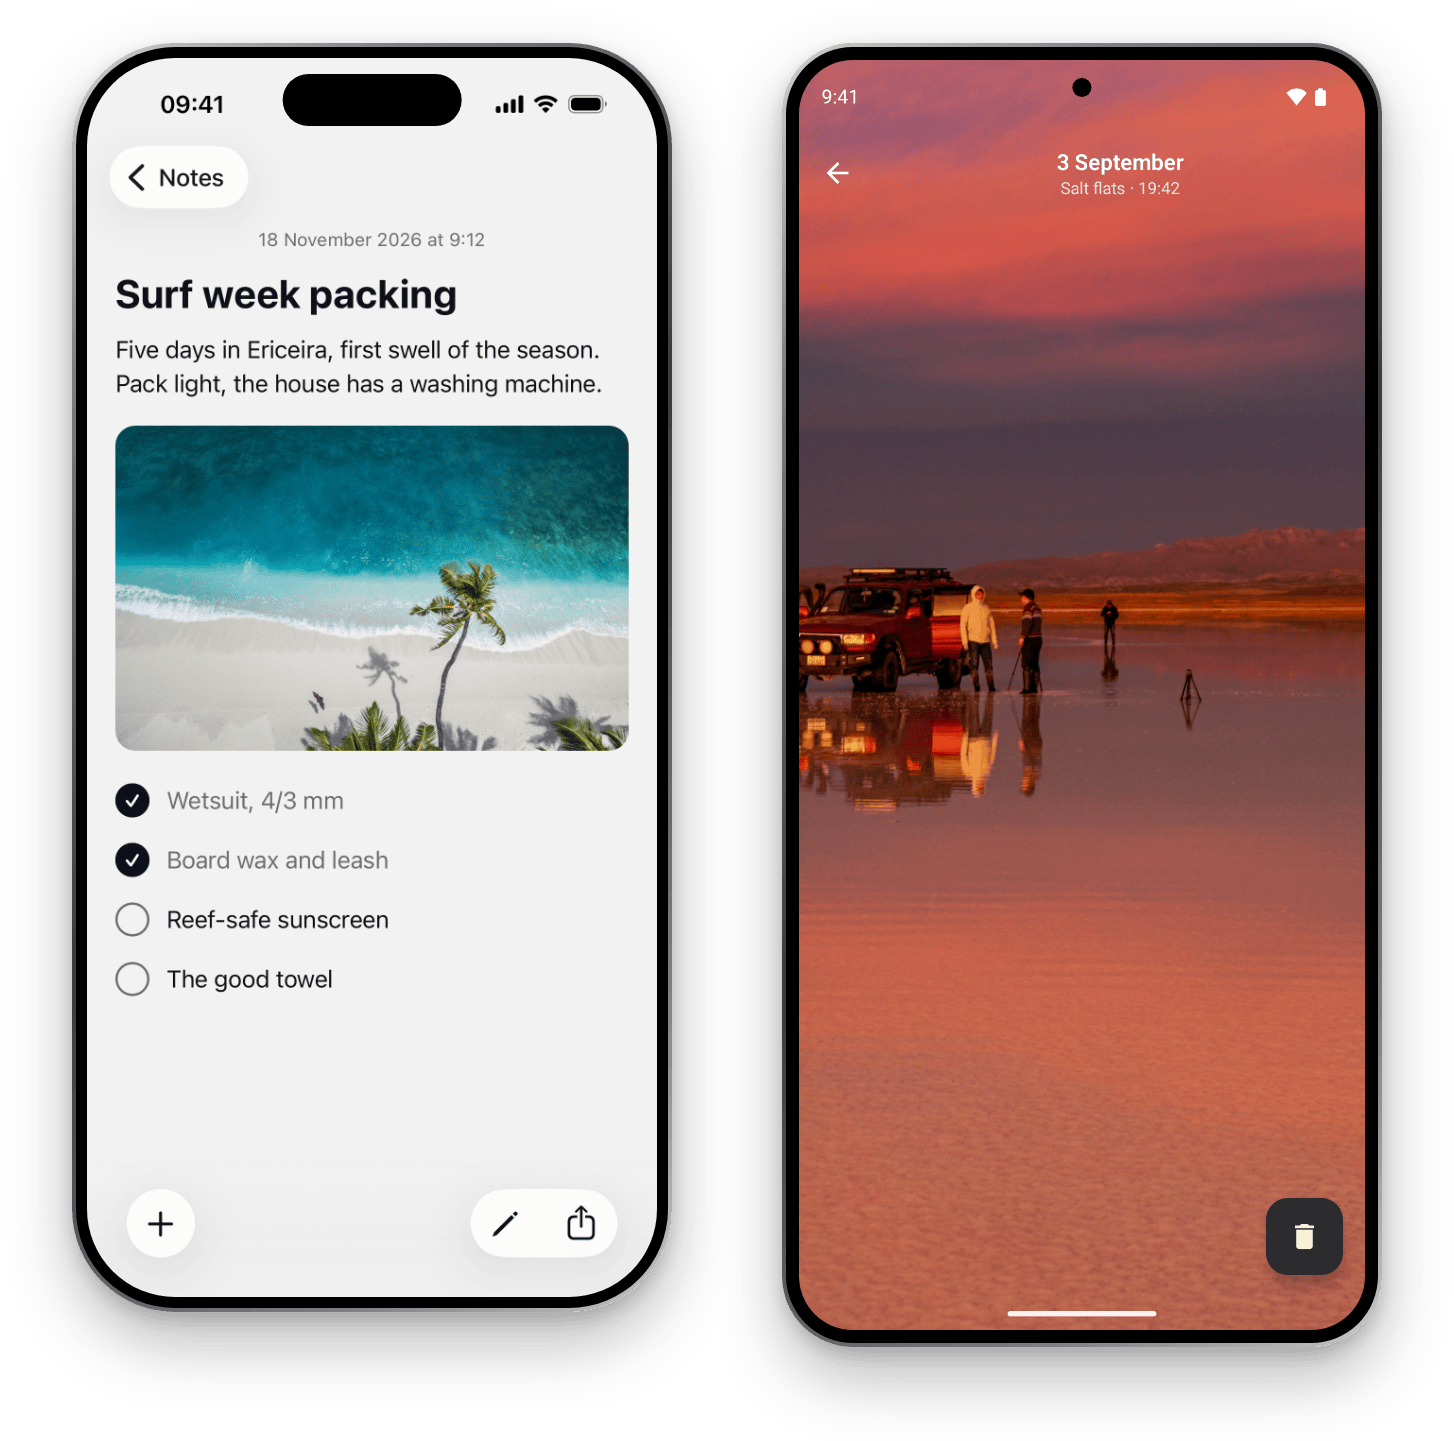 09:41
Notes
18 November 2026 at 9:12
Surf week packing
Five days in Ericeira, first swell of the season.
Pack light, the house has a washing machine.
Wetsuit, 4/3 mm
Board wax and leash
Reef-safe sunscreen
The good towel
9:41
3 September
Salt flats · 19:42